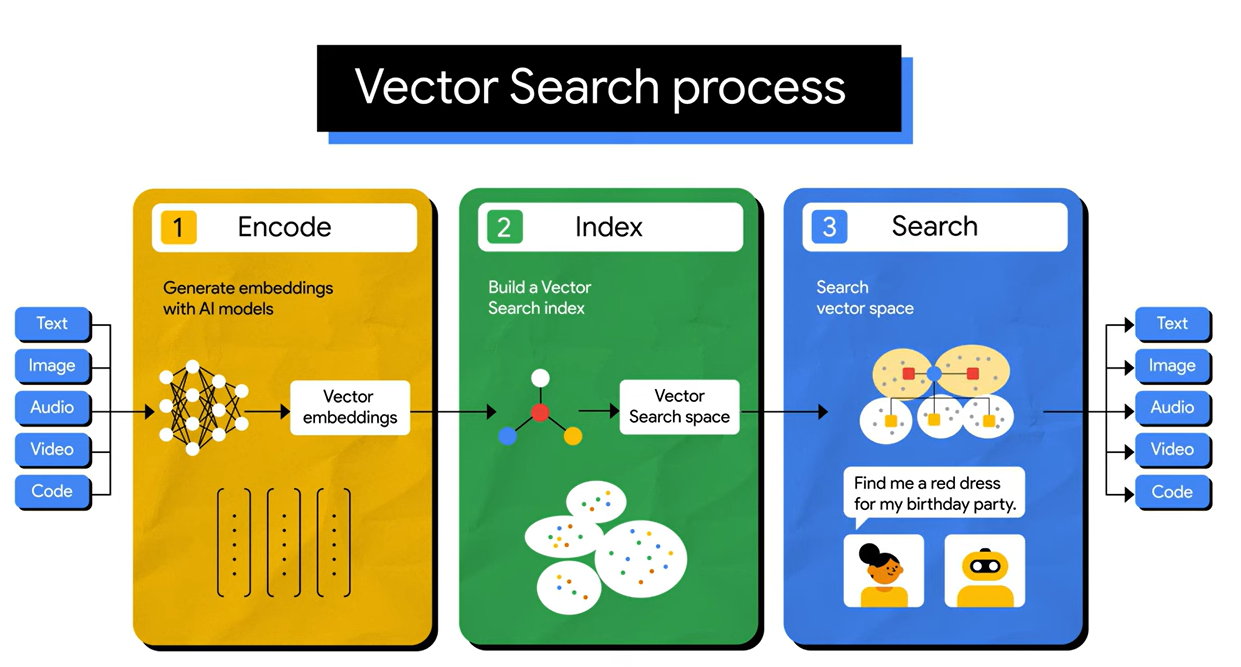 Vector Search process
1 Encode
Generate embeddings
with AI models
Text
Image
Audio
Video
Code
Vector
embeddings
2 Index
Build a Vector
Search index
Vector
Search space
3 Search
Search
vector space
Find me a red dress
for my birthday party.
Text
Image
Audio
Video
Code